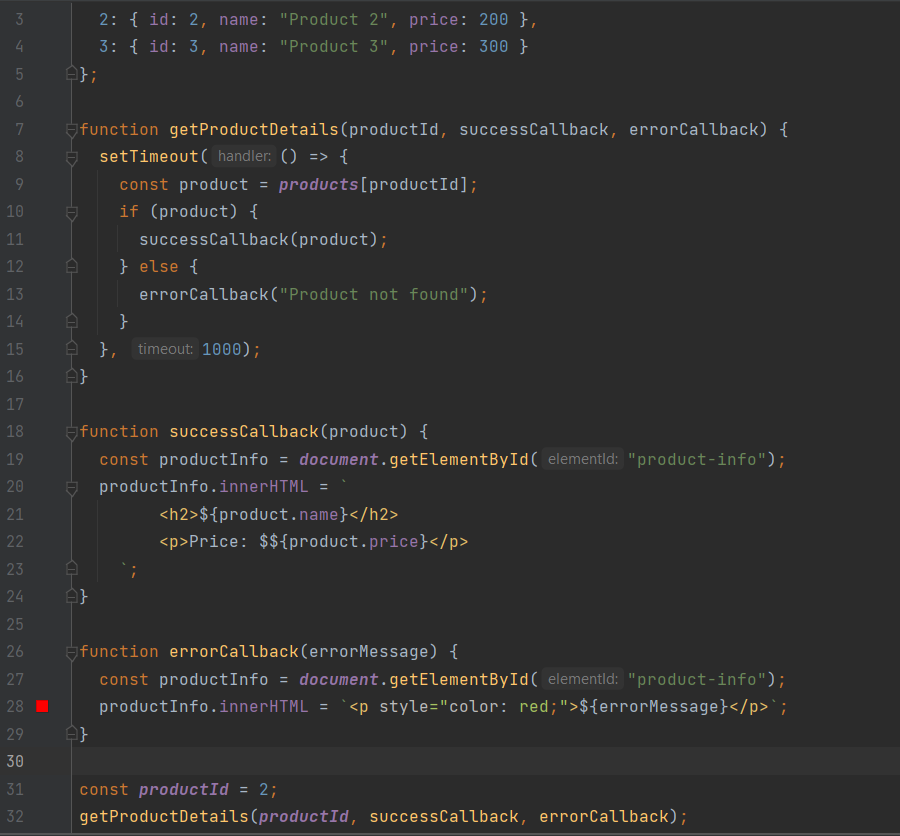 3 2: { id: 2, name: "Product 2", price: 200 },
4 3: { id: 3, name: "Product 3", price: 300 }
5 };
6
7 function getProductDetails(productId, successCallback, errorCallback) {
8 setTimeout( handler: () => {
9 const product = products[productId];
10 if (product) {
11 successCallback(product);
12 } else {
13 errorCallback("Product not found");
14 }
15 }, timeout: 1000);
16 }
17
18 function successCallback(product) {
19 const productInfo = document.getElementById( elementId: "product-info");
20 productInfo.innerHTML = `
21 <h2>${product.name}</h2>
22 <p>Price: $${product.price}</p>
23 `;
24 }
25
26 function errorCallback(errorMessage) {
27 const productInfo = document.getElementById( elementId: "product-info");
28 productInfo.innerHTML = `<p style="color: red;">${errorMessage}</p>`;
29 }
30
31 const productId = 2;
32 getProductDetails(productId, successCallback, errorCallback);